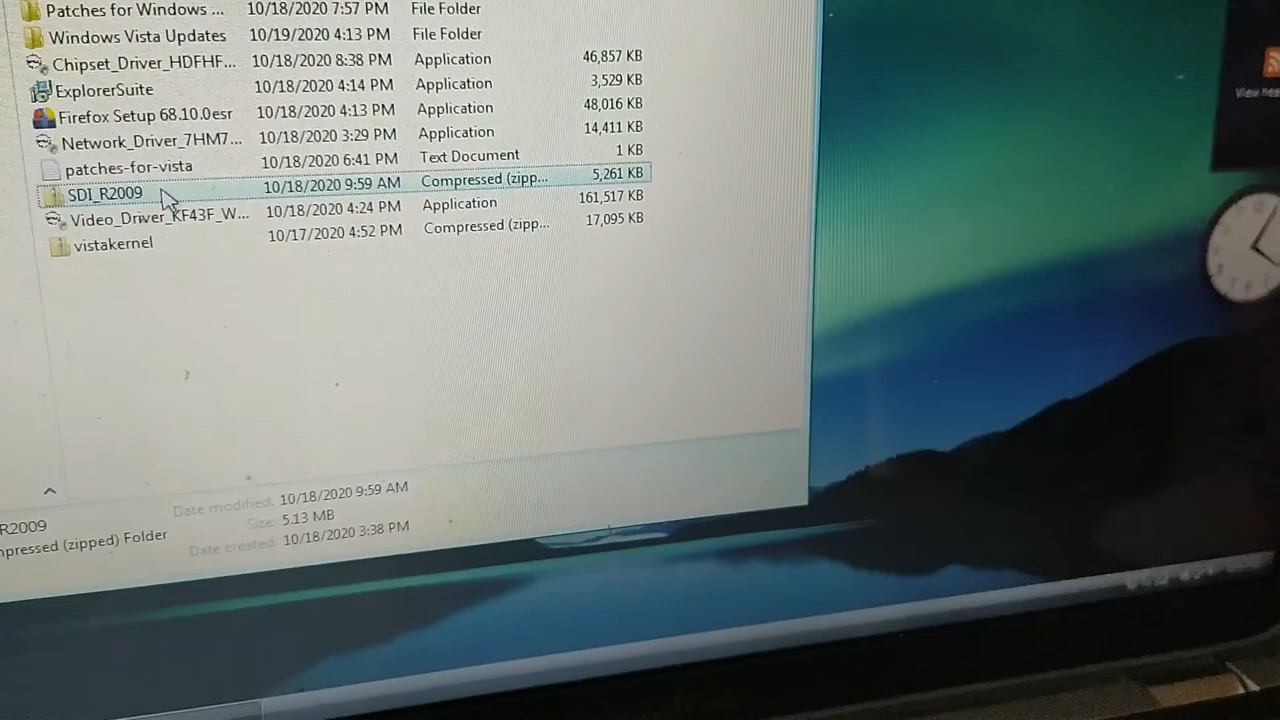 Patches for Windows ... 10/18/2020 7:57 PM File Folder
Windows Vista Updates 10/19/2020 4:13 PM File Folder
Chipset_Driver_HDFHF... 10/18/2020 8:38 PM Application 46,857 KB
ExplorerSuite 10/18/2020 4:14 PM Application 3,529 KB
Firefox Setup 68.10.0esr 10/18/2020 4:13 PM Application 48,016 KB
Network_Driver_7HM7... 10/18/2020 3:29 PM Application 14,411 KB
patches-for-vista 10/18/2020 6:41 PM Text Document 1 KB
SDI_R2009 10/18/2020 9:59 AM Compressed (zipp... 5,261 KB
Video_Driver_KF43F_W... 10/18/2020 4:24 PM Application 161,517 KB
vistakernel 10/17/2020 4:52 PM Compressed (zipp... 17,095 KB
View hea
R2009 Date modified: 10/18/2020 9:59 AM
mpressed (zipped) Folder Size: 5.13 MB
Date created: 10/18/2020 3:38 PM